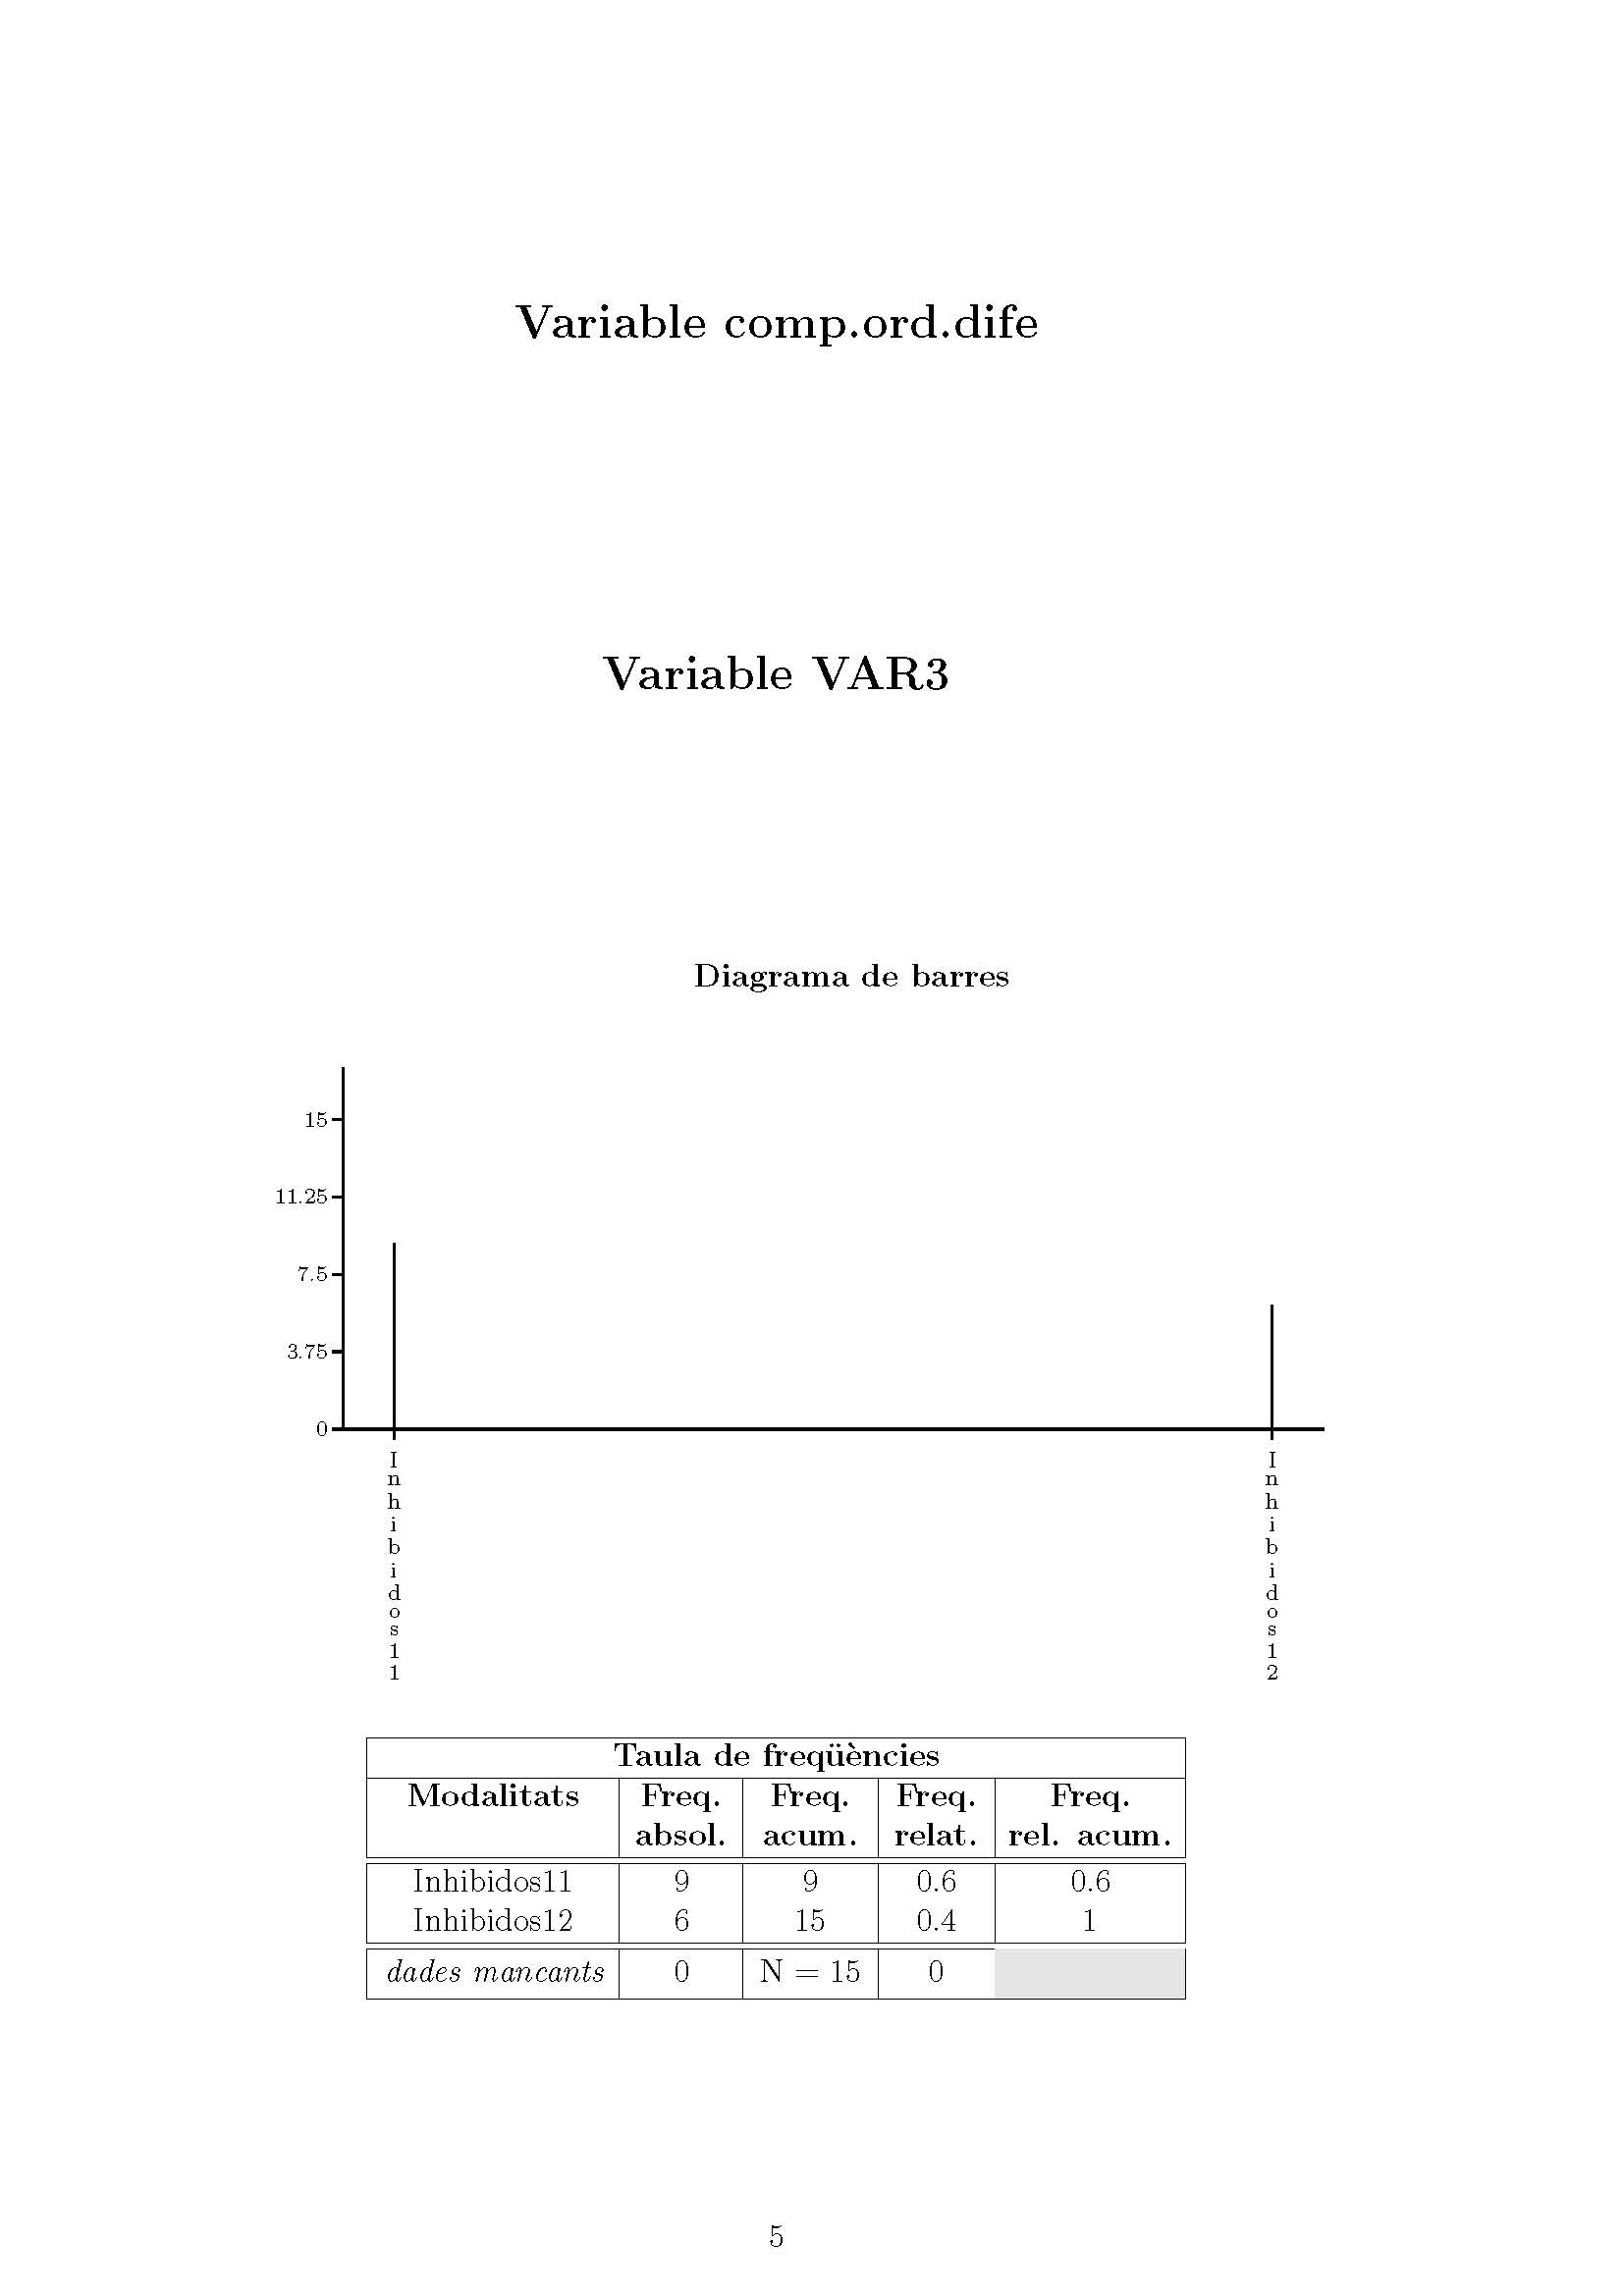 Variable comp.ord.dife
Variable VAR3
Diagrama de barres
15
11.25
7.5
3.75
0
I
n
h
i
b
i
d
o
s
1
1
I
n
h
i
b
i
d
o
s
1
2
Taula de freqüències
Modalitats Freq. Freq. Freq. Freq.
absol. acum. relat. rel. acum.
Inhibidos11 9 9 0.6 0.6
Inhibidos12 6 15 0.4 1
dades mancants 0 N = 15 0
5